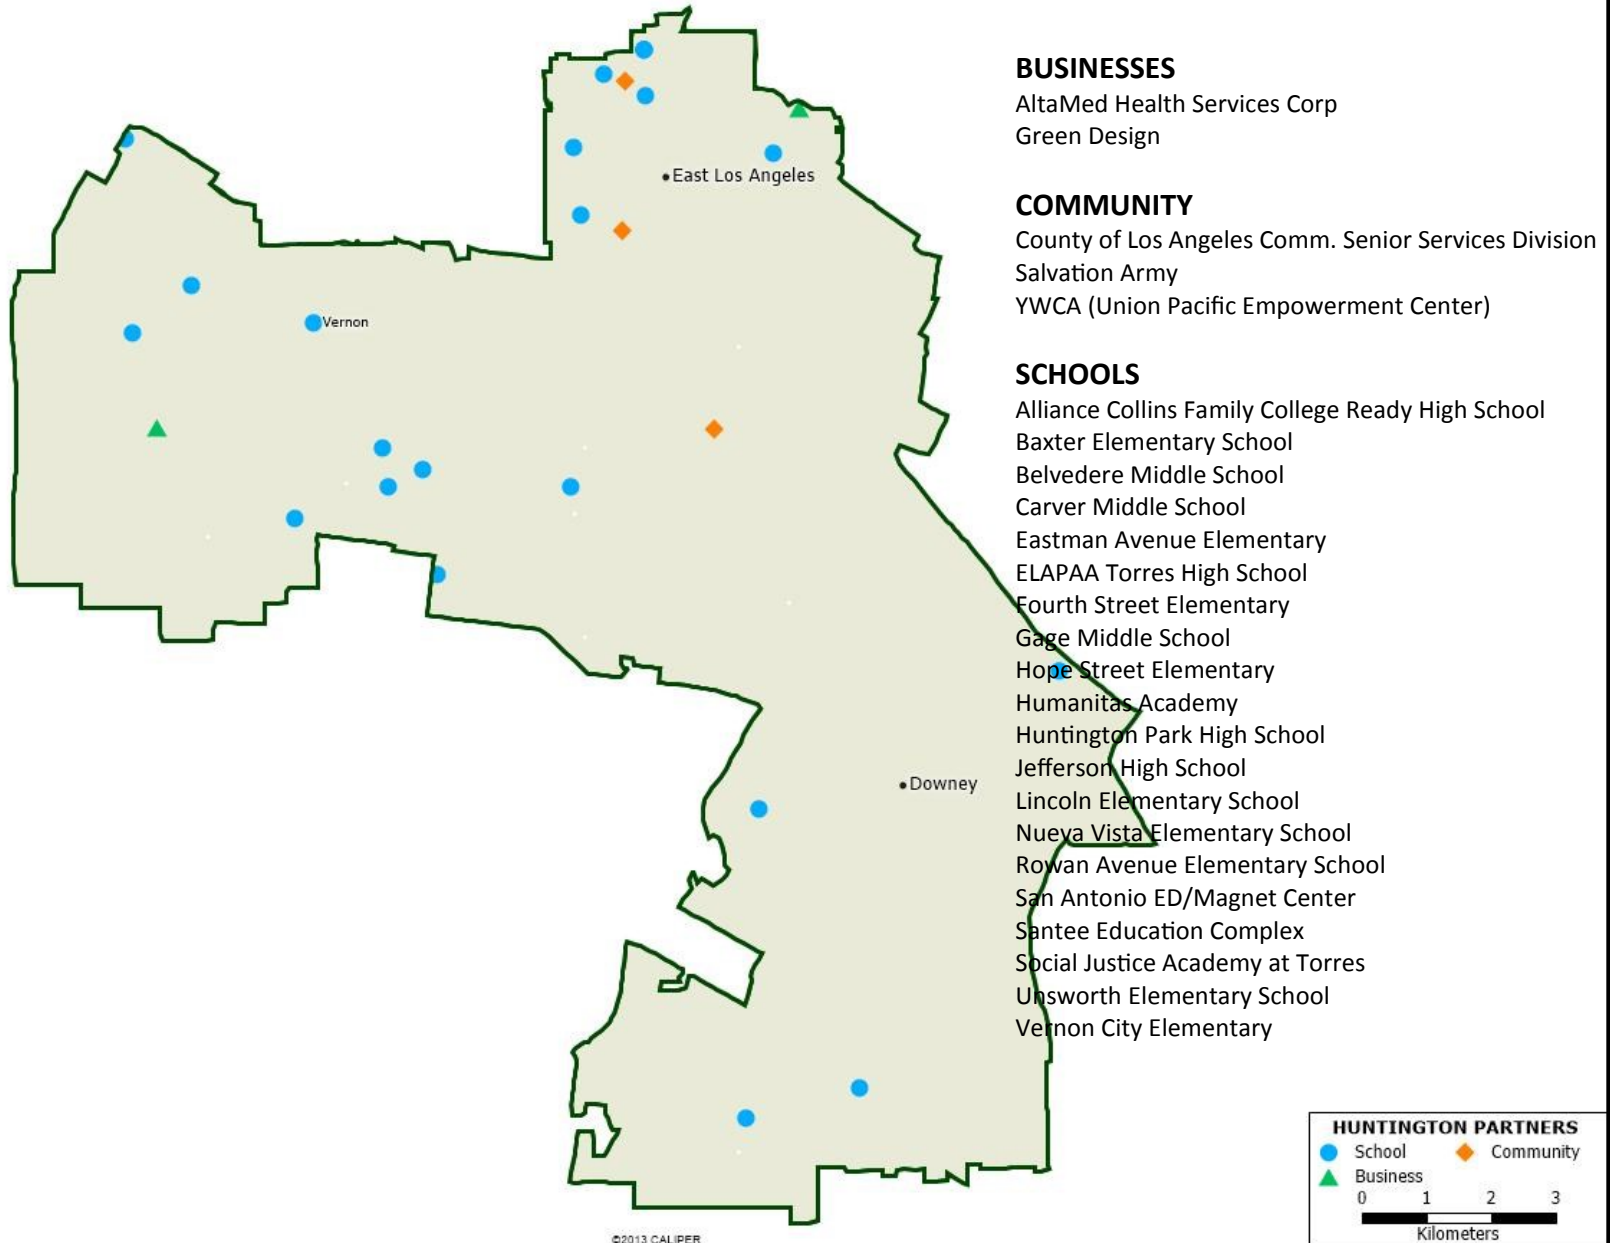 BUSINESSES
AltaMed Health Services Corp
Green Design
COMMUNITY
County of Los Angeles Comm. Senior Services Division
Salvation Army
YWCA (Union Pacific Empowerment Center)
SCHOOLS
Alliance Collins Family College Ready High School
Baxter Elementary School
Belvedere Middle School
Carver Middle School
Eastman Avenue Elementary
ELAPAA Torres High School
Fourth Street Elementary
Gage Middle School
Hope Street Elementary
Humanitas Academy
Huntington Park High School
Jefferson High School
Lincoln Elementary School
Nueva Vista Elementary School
Rowan Avenue Elementary School
San Antonio ED/Magnet Center
Santee Education Complex
Social Justice Academy at Torres
Unsworth Elementary School
Vernon City Elementary
East Los Angeles
Vernon
Downey
HUNTINGTON PARTNERS
School Community
Business
0 1 2 3
Kilometers
©2013 CALIPER